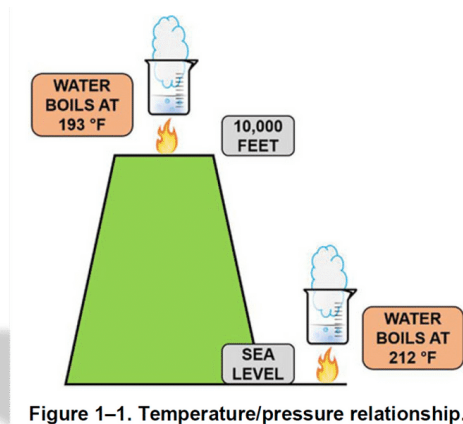 WATER
BOILS AT
193 °F
10,000
FEET
SEA
LEVEL
WATER
BOILS AT
212 °F
Figure 1–1. Temperature/pressure relationship.